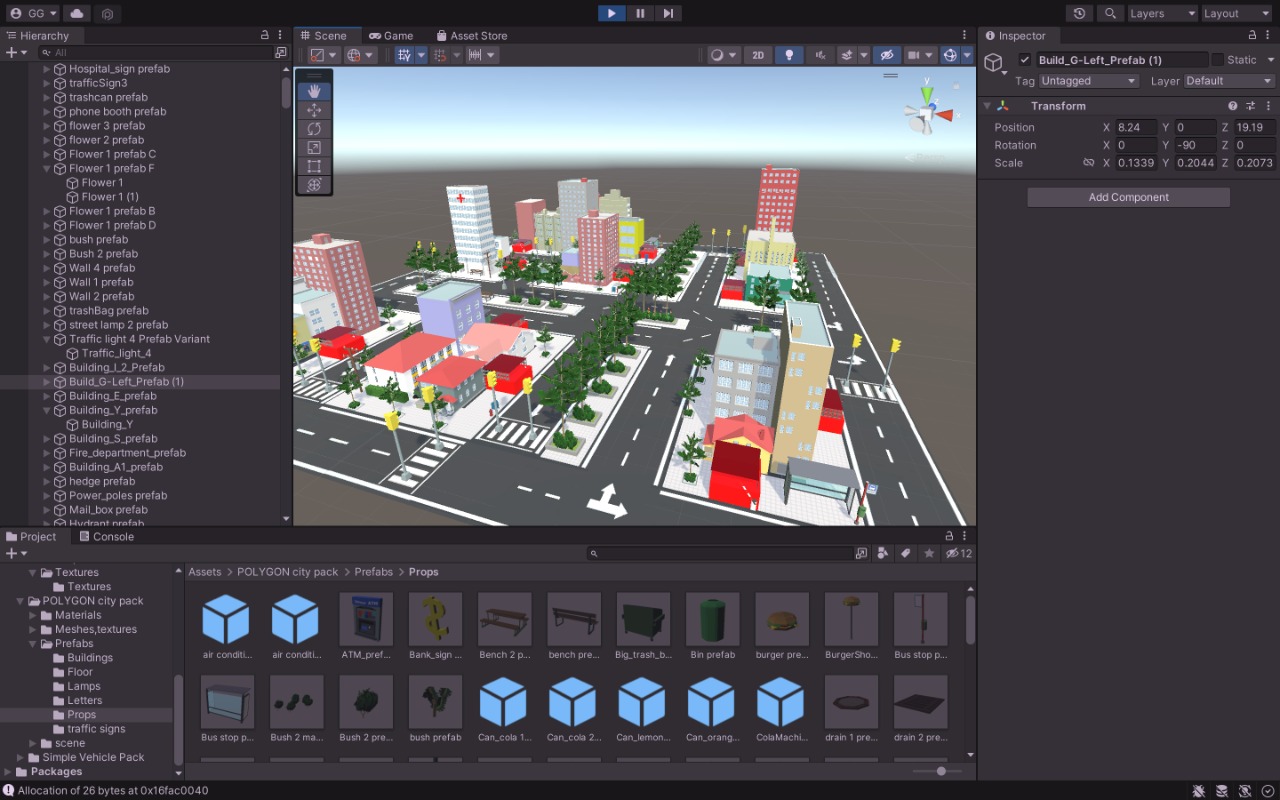 GG
Layers
Layout
Hierarchy
All
Hospital_sign prefab
trafficSign3
trashcan prefab
phone booth prefab
flower 3 prefab
flower 2 prefab
Flower 1 prefab C
Flower 1 prefab F
Flower 1
Flower 1 (1)
Flower 1 prefab B
Flower 1 prefab D
bush prefab
Bush 2 prefab
Wall 4 prefab
Wall 1 prefab
Wall 2 prefab
trashBag prefab
street lamp 2 prefab
Traffic light 4 Prefab Variant
Traffic_light_4
Building_I_2_Prefab
Build_G-Left_Prefab (1)
Building_E_prefab
Building_Y_prefab
Building_Y
Building_S_prefab
Fire_department_prefab
Building_A1_prefab
hedge prefab
Power_poles prefab
Mail_box prefab
Hydrant prefab
Scene
Game
Asset Store
2D
y
Inspector
Build_G-Left_Prefab (1)
Static
Tag Untagged
Layer Default
Transform
Position X 8.24 Y 0 Z 19.19
Rotation X 0 Y -90 Z 0
Scale X 0.1339 Y 0.2044 Z 0.2073
Add Component
Project
Console
12
Textures
Textures
POLYGON city pack
Materials
Meshes,textures
Prefabs
Buildings
Floor
Lamps
Letters
Props
traffic signs
scene
Simple Vehicle Pack
Packages
Assets
POLYGON city pack
Prefabs
Props
air conditi...
air conditi...
ATM_pref...
Bank_sign ...
Bench 2 p...
bench pre...
Big_trash_b...
Bin prefab
burger pre...
BurgerSho...
Bus stop p...
Bus stop p...
Bush 2 ma...
Bush 2 pre...
bush prefab
Can_cola 1...
Can_cola 2...
Can_lemon...
Can_orang...
ColaMachi...
drain 1 pre...
drain 2 pre...
Allocation of 26 bytes at 0x16fac0040